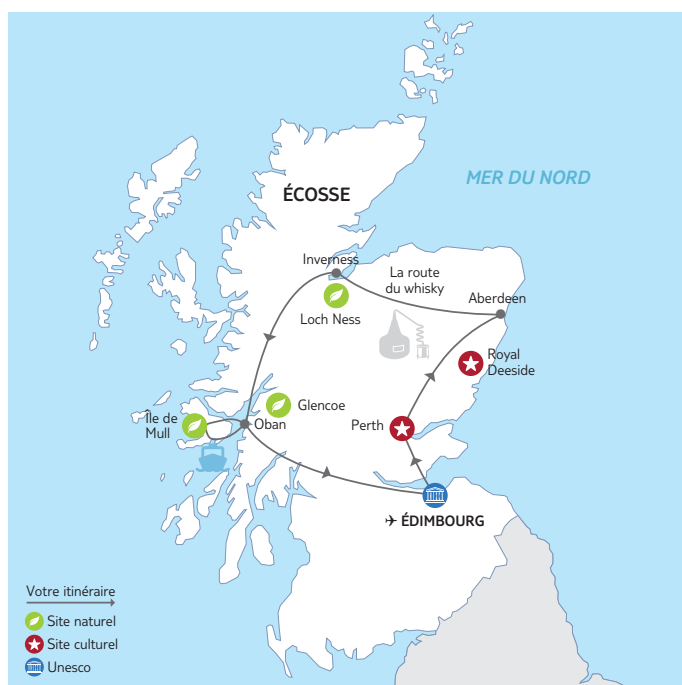 MER DU NORD
ÉCOSSE
Inverness
La route
du whisky
Aberdeen
Loch Ness
Royal
Deeside
Glencoe
Île de
Mull
Oban
Perth
ÉDIMBOURG
Votre itinéraire
Site naturel
Site culturel
Unesco